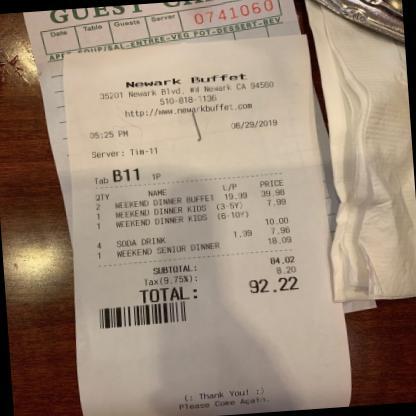 GUEST CH
Date Table Guests Server 0741060
APPT-SOUP/SAL-ENTREE-VEG POT-DESSERT-BEV
Newark Buffet
35201 Newark Blvd. #H Newark CA 94560
510-818-1136
http://www.newarkbuffet.com
05:25 PM 06/29/2019
Server: Tim-11
Tab B11 1P
QTY NAME L/P PRICE
2 WEEKEND DINNER BUFFET 19.99 39.98
1 WEEKEND DINNER KIDS (3-5Y) 7.99
1 WEEKEND DINNER KIDS (6-10Y)
10.00
4 SODA DRINK 1.99 7.96
1 WEEKEND SENIOR DINNER 18.09
SUBTOTAL: 84.02
Tax(9.75%): 8.20
TOTAL: 92.22
(: Thank You! :)
Please Come Again.